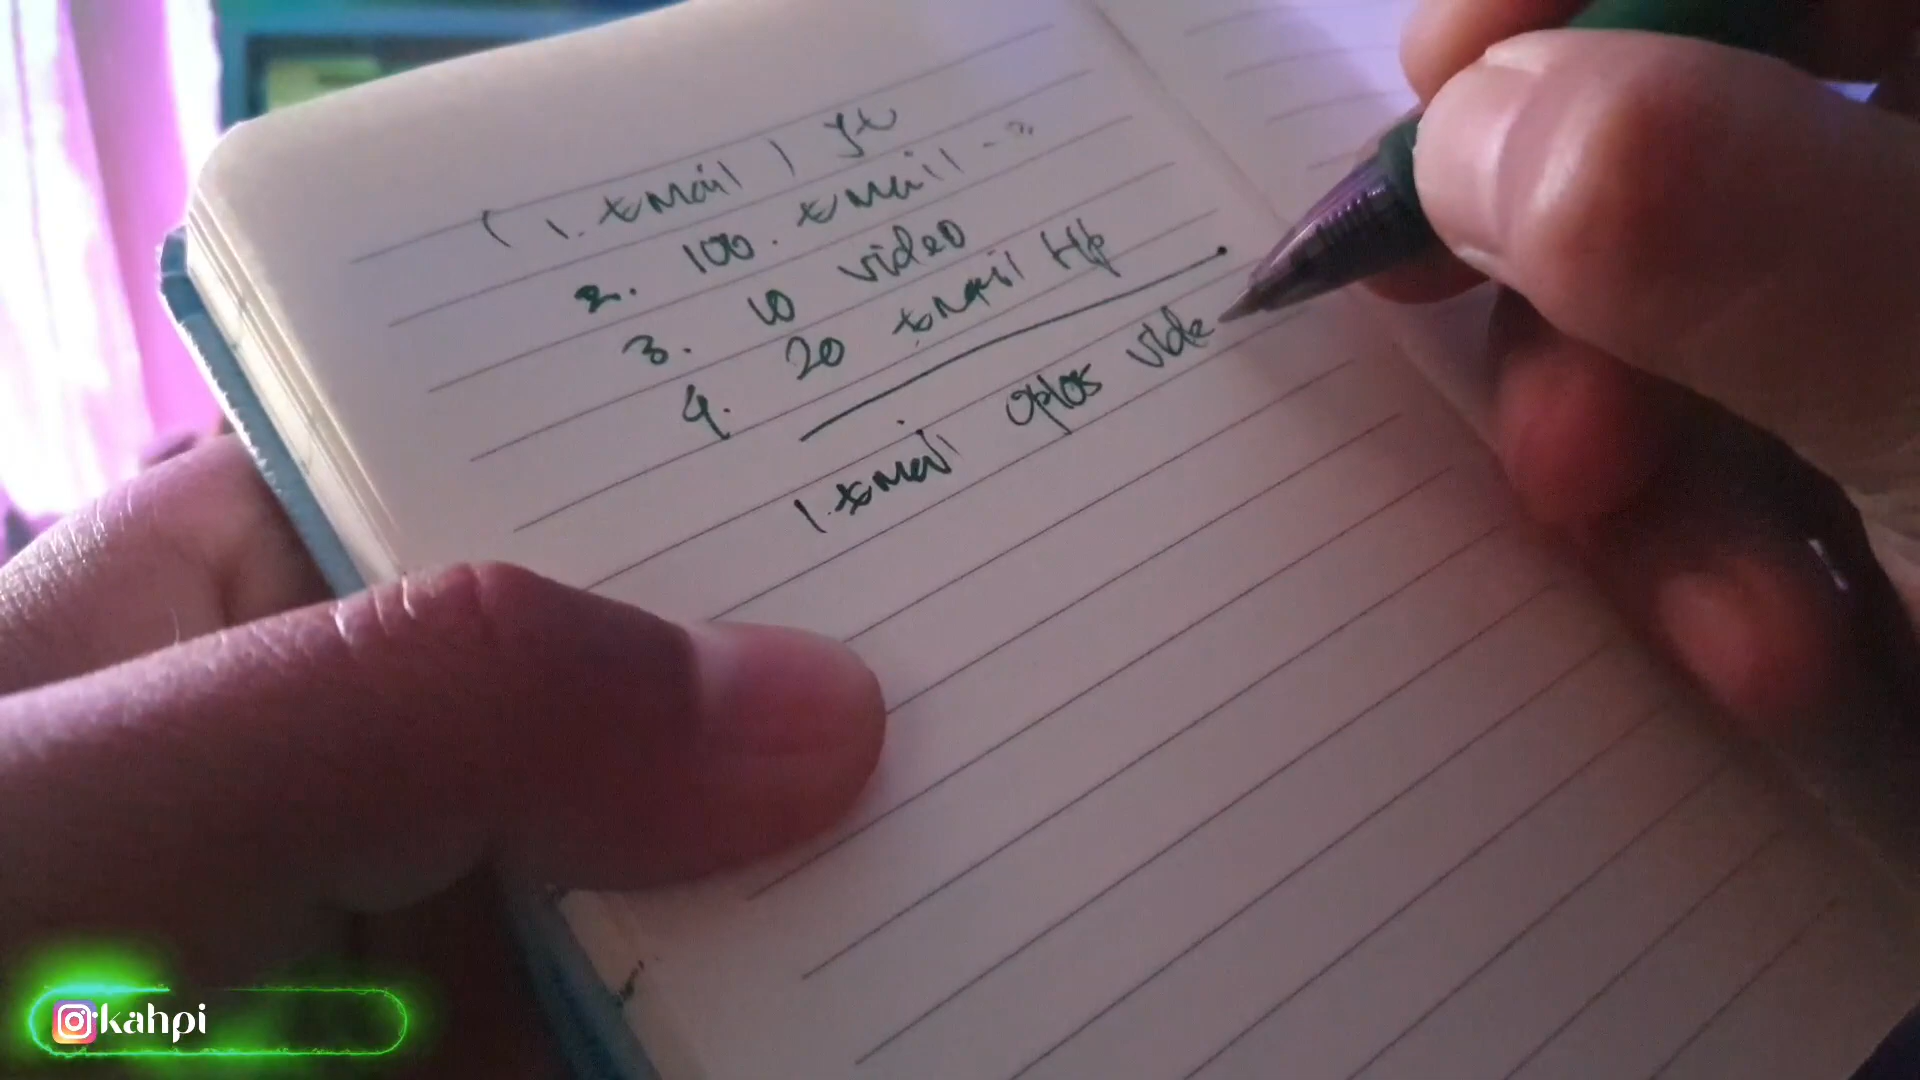 ( 1. Email ) yt
2. 100. Email - "
3. 10 video
4. 20 Email Hp
1. Email oplos vide
kahpi